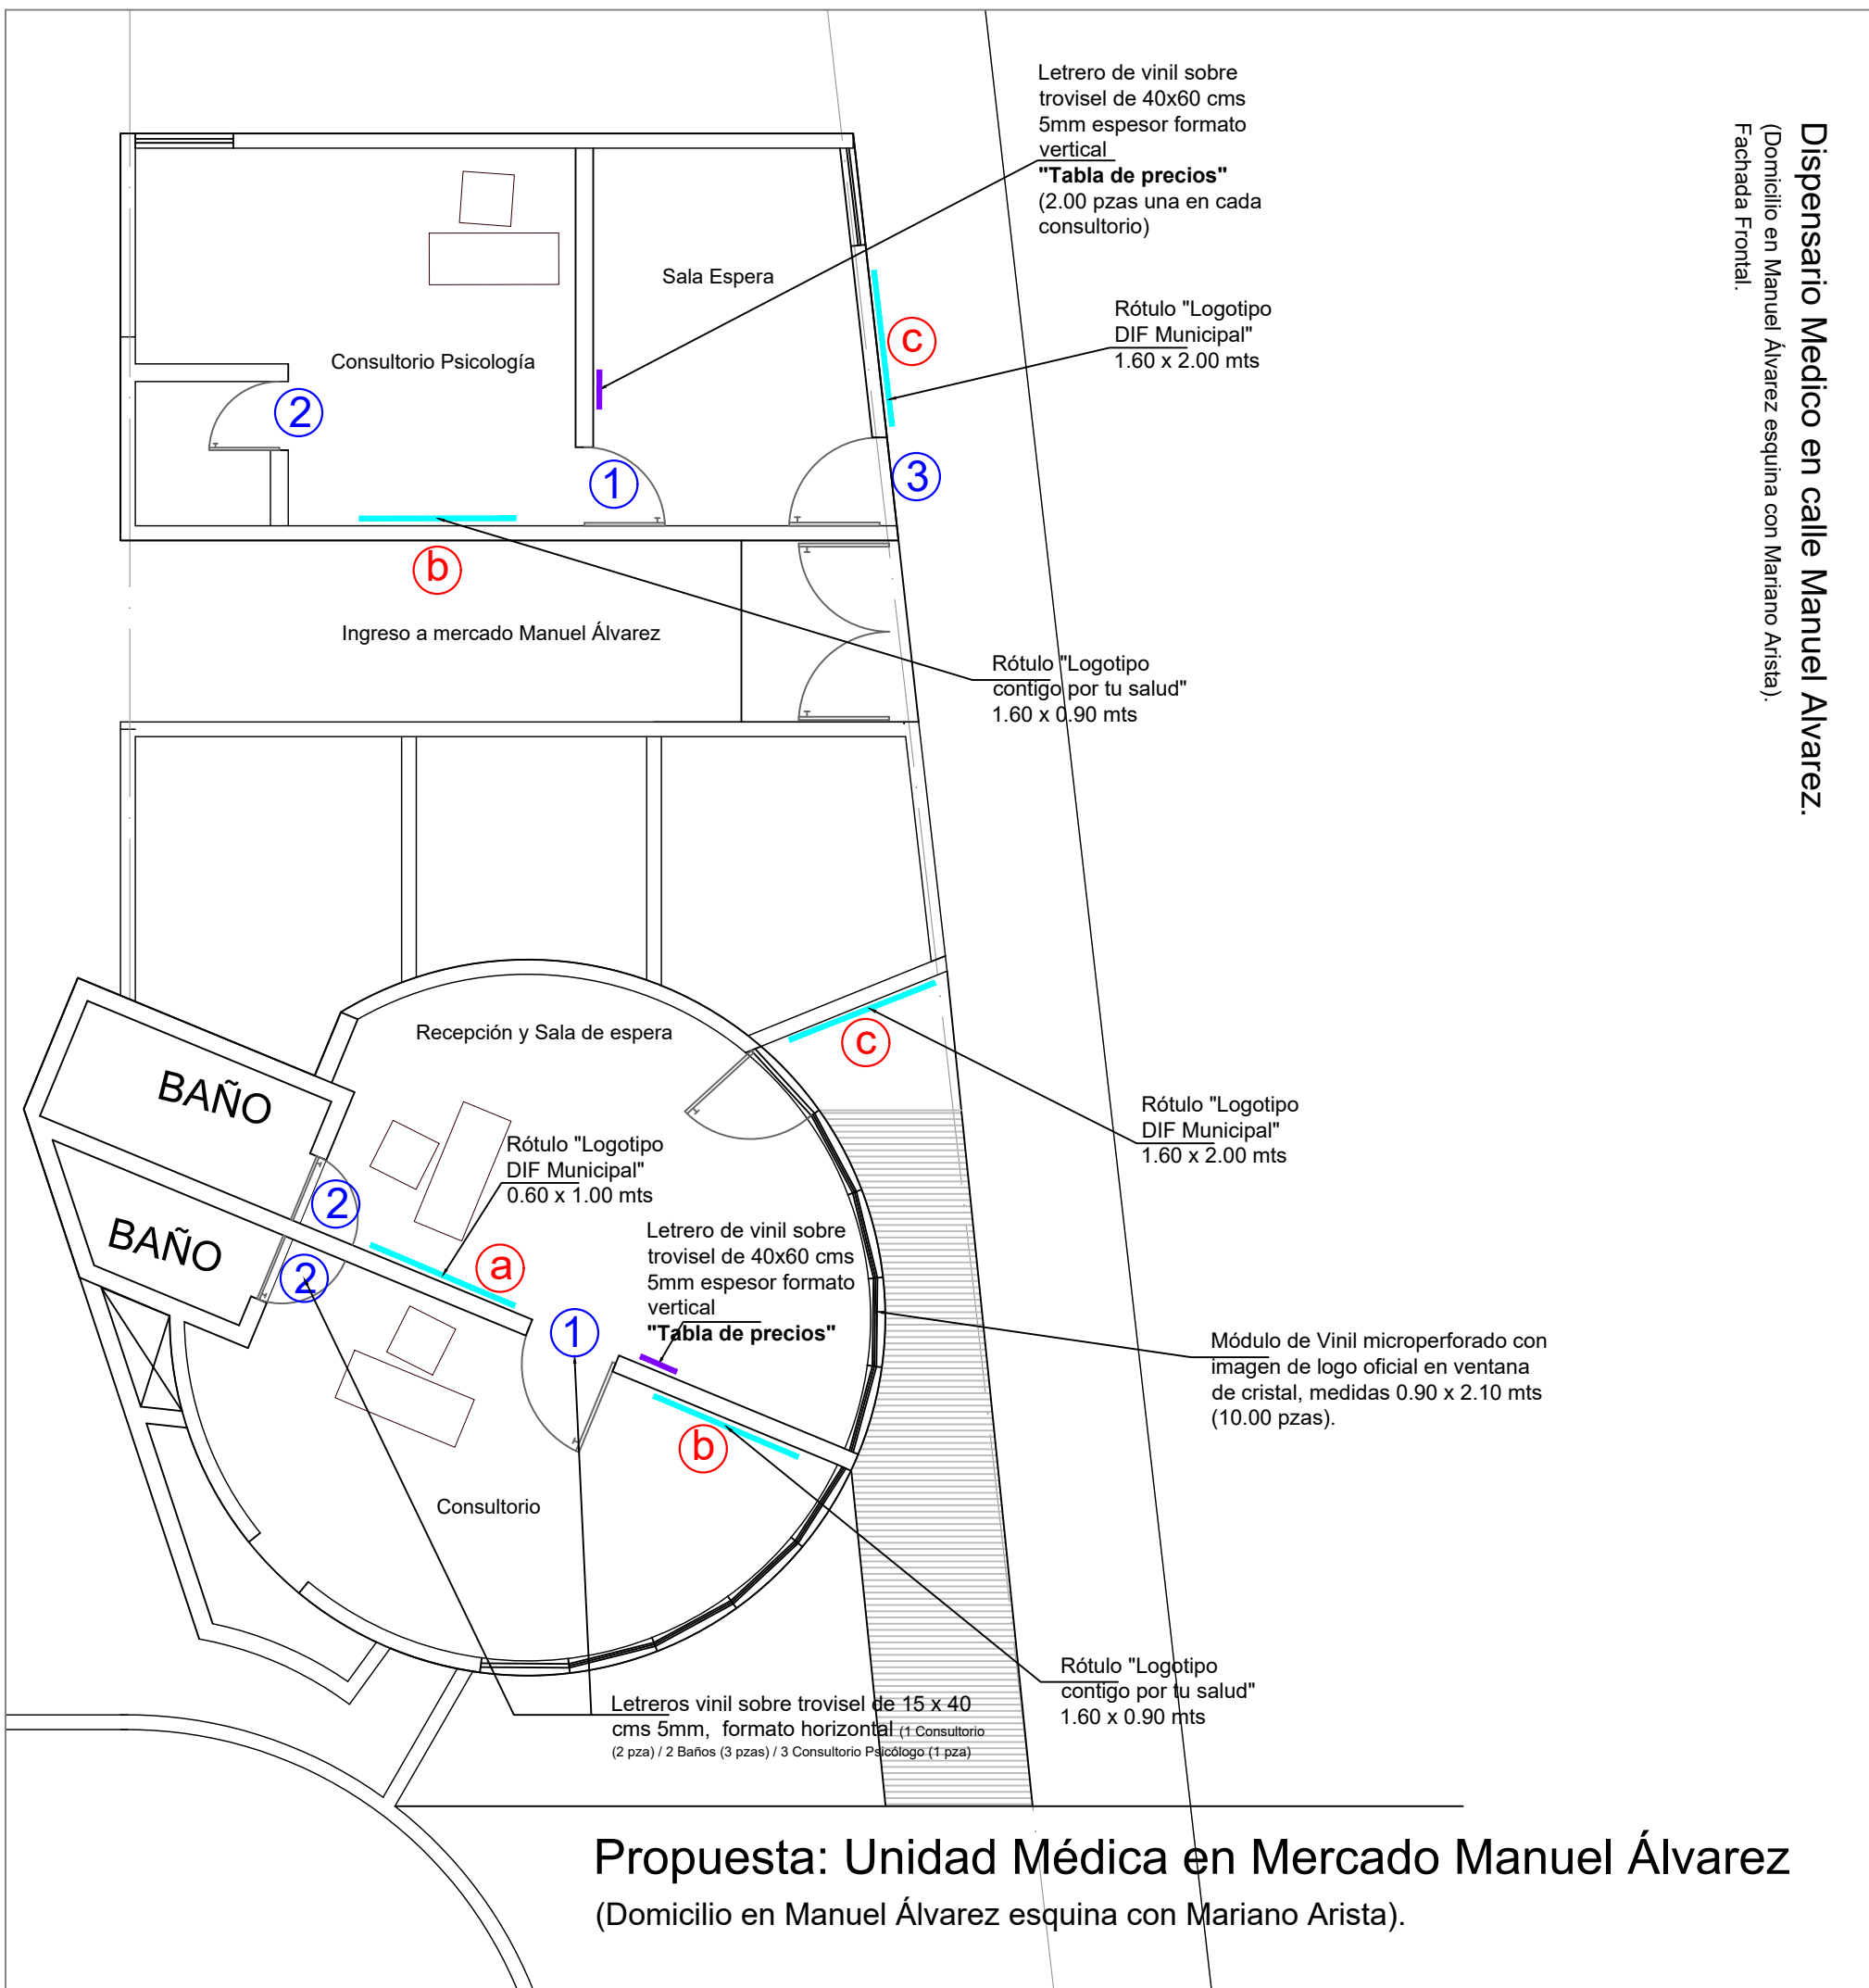 Letrero de vinil sobre
trovisel de 40x60 cms
5mm espesor formato
vertical
"Tabla de precios"
(2.00 pzas una en cada
consultorio)
Dispensario Medico en calle Manuel Alvarez.
(Domicilio en Manuel Álvarez esquina con Mariano Arista).
Fachada Frontal.
Sala Espera
Rótulo "Logotipo
DIF Municipal"
1.60 x 2.00 mts
c
Consultorio Psicología
2
1
3
b
Ingreso a mercado Manuel Álvarez
Rótulo "Logotipo
contigo por tu salud"
1.60 x 0.90 mts
Recepción y Sala de espera
c
BAÑO
Rótulo "Logotipo
DIF Municipal"
1.60 x 2.00 mts
Rótulo "Logotipo
DIF Municipal"
0.60 x 1.00 mts
2
BAÑO
2
a
Letrero de vinil sobre
trovisel de 40x60 cms
5mm espesor formato
vertical
"Tabla de precios"
1
Módulo de Vinil microperforado con
imagen de logo oficial en ventana
de cristal, medidas 0.90 x 2.10 mts
(10.00 pzas).
b
Consultorio
Rótulo "Logotipo
contigo por tu salud"
1.60 x 0.90 mts
Letreros vinil sobre trovisel de 15 x 40
cms 5mm, formato horizontal (1 Consultorio
(2 pza) / 2 Baños (3 pzas) / 3 Consultorio Psicólogo (1 pza)
Propuesta: Unidad Médica en Mercado Manuel Álvarez
(Domicilio en Manuel Álvarez esquina con Mariano Arista).